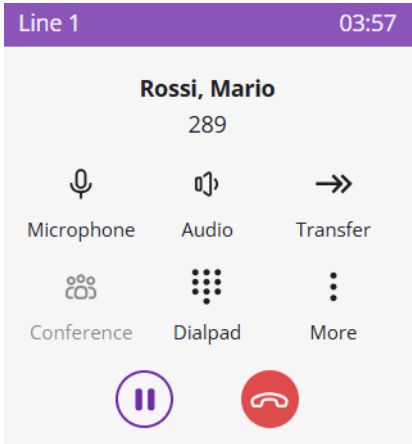 Line 1 03:57
Rossi, Mario
289
Microphone Audio Transfer
Conference Dialpad More